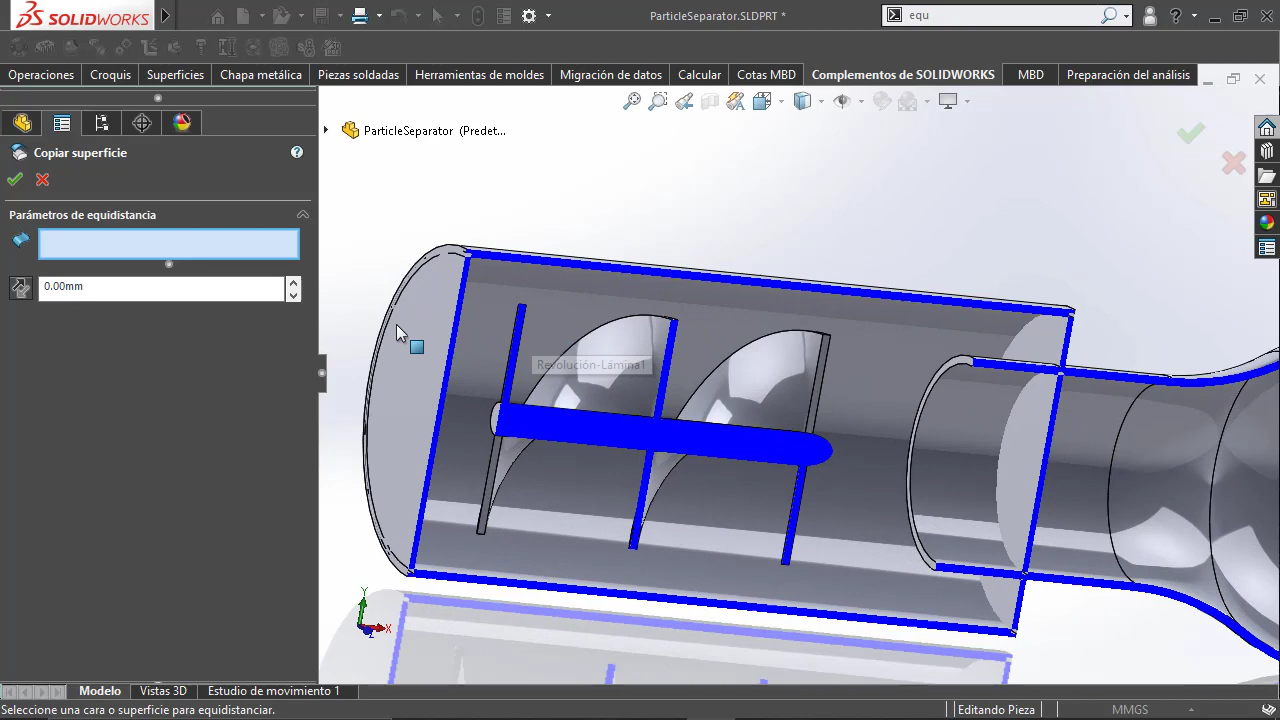 SOLIDWORKS
ParticleSeparator.SLDPRT *
equ
Operaciones
Croquis
Superficies
Chapa metálica
Piezas soldadas
Herramientas de moldes
Migración de datos
Calcular
Cotas MBD
Complementos de SOLIDWORKS
MBD
Preparación del análisis
ParticleSeparator (Predet...
Copiar superficie
Parámetros de equidistancia
0.00mm
Revolución-Lámina1
Y
X
Z
Modelo
Vistas 3D
Estudio de movimiento 1
Seleccione una cara o superficie para equidistanciar.
Editando Pieza
MMGS